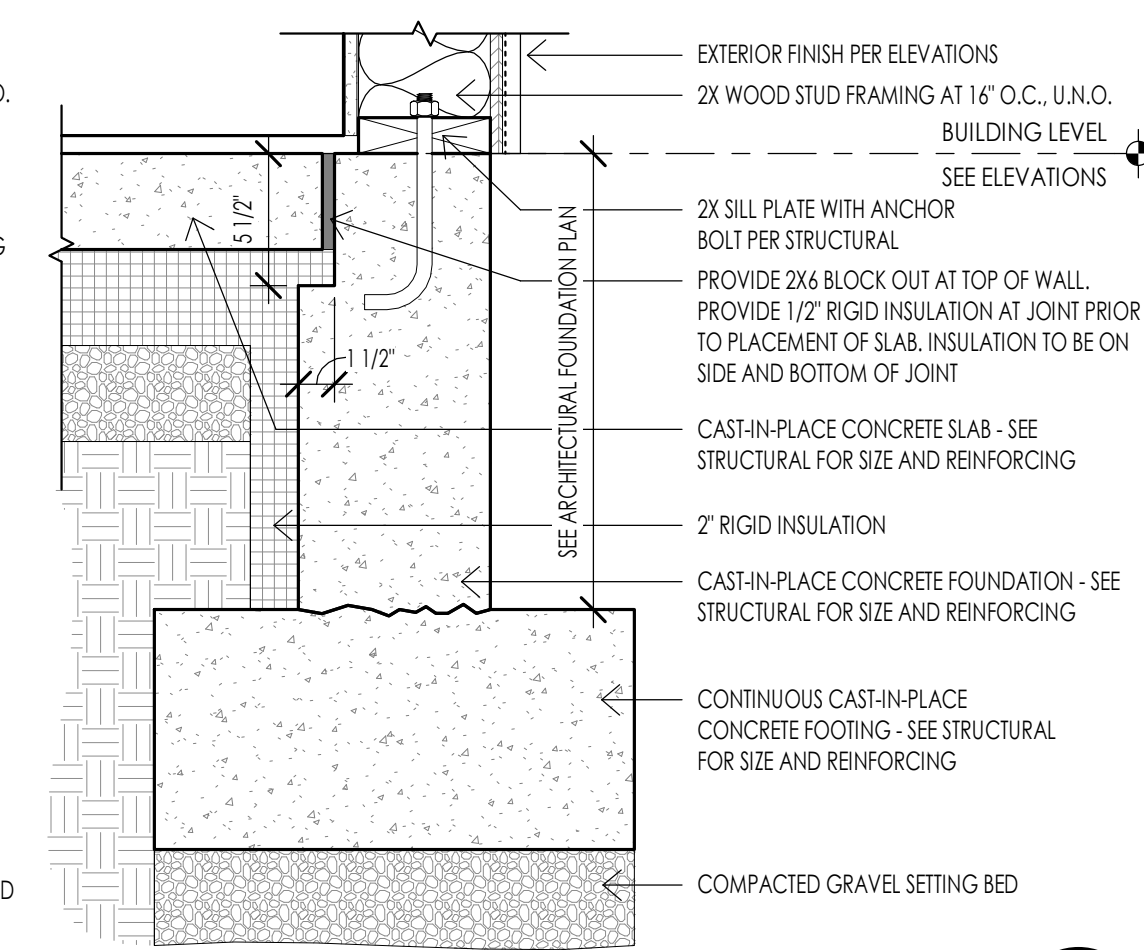 O.
G
D
EXTERIOR FINISH PER ELEVATIONS
2X WOOD STUD FRAMING AT 16" O.C., U.N.O.
BUILDING LEVEL
SEE ELEVATIONS
2X SILL PLATE WITH ANCHOR
BOLT PER STRUCTURAL
PROVIDE 2X6 BLOCK OUT AT TOP OF WALL.
PROVIDE 1/2" RIGID INSULATION AT JOINT PRIOR
TO PLACEMENT OF SLAB. INSULATION TO BE ON
SIDE AND BOTTOM OF JOINT
CAST-IN-PLACE CONCRETE SLAB - SEE
STRUCTURAL FOR SIZE AND REINFORCING
2" RIGID INSULATION
CAST-IN-PLACE CONCRETE FOUNDATION - SEE
STRUCTURAL FOR SIZE AND REINFORCING
CONTINUOUS CAST-IN-PLACE
CONCRETE FOOTING - SEE STRUCTURAL
FOR SIZE AND REINFORCING
COMPACTED GRAVEL SETTING BED
5 1/2"
1 1/2"
SEE ARCHITECTURAL FOUNDATION PLAN